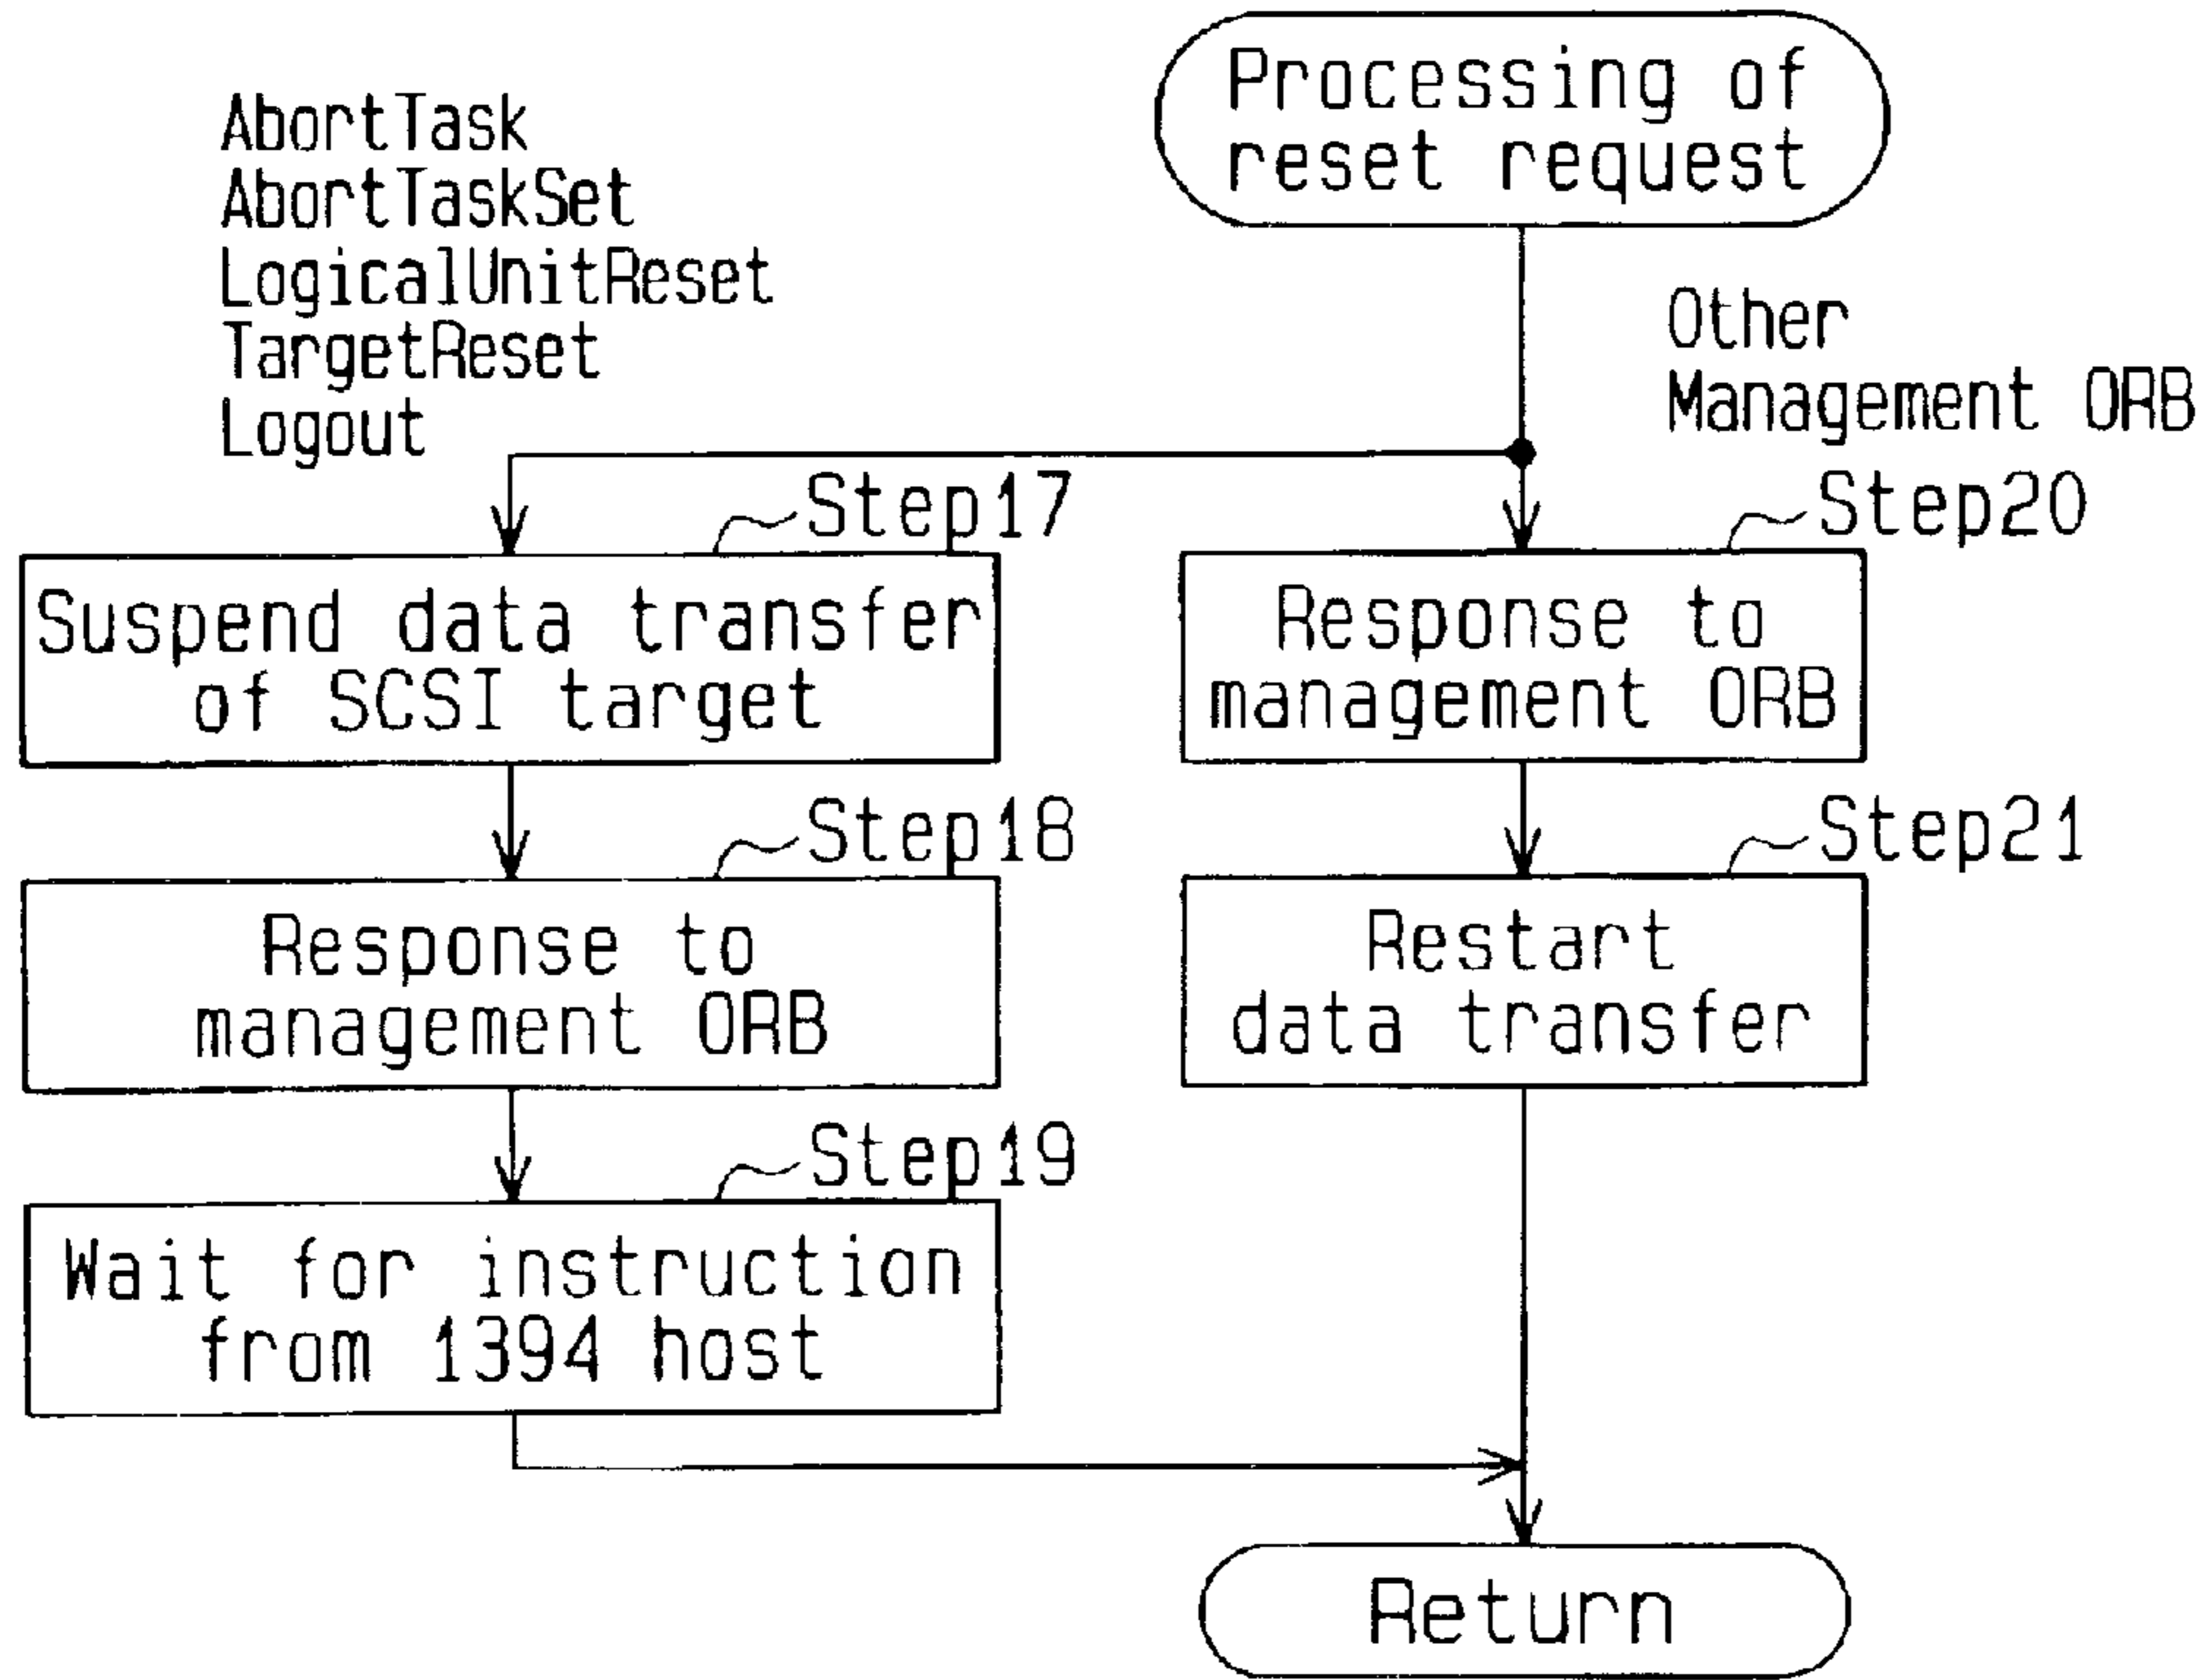 Processing of
reset request
AbortTask
AbortTaskSet
LogicalUnitReset
TargetReset
Logout
Other
Management ORB
Step17
Suspend data transfer
of SCSI target
Step18
Response to
management ORB
Step19
Wait for instruction
from 1394 host
Step20
Response to
management ORB
Step21
Restart
data transfer
Return